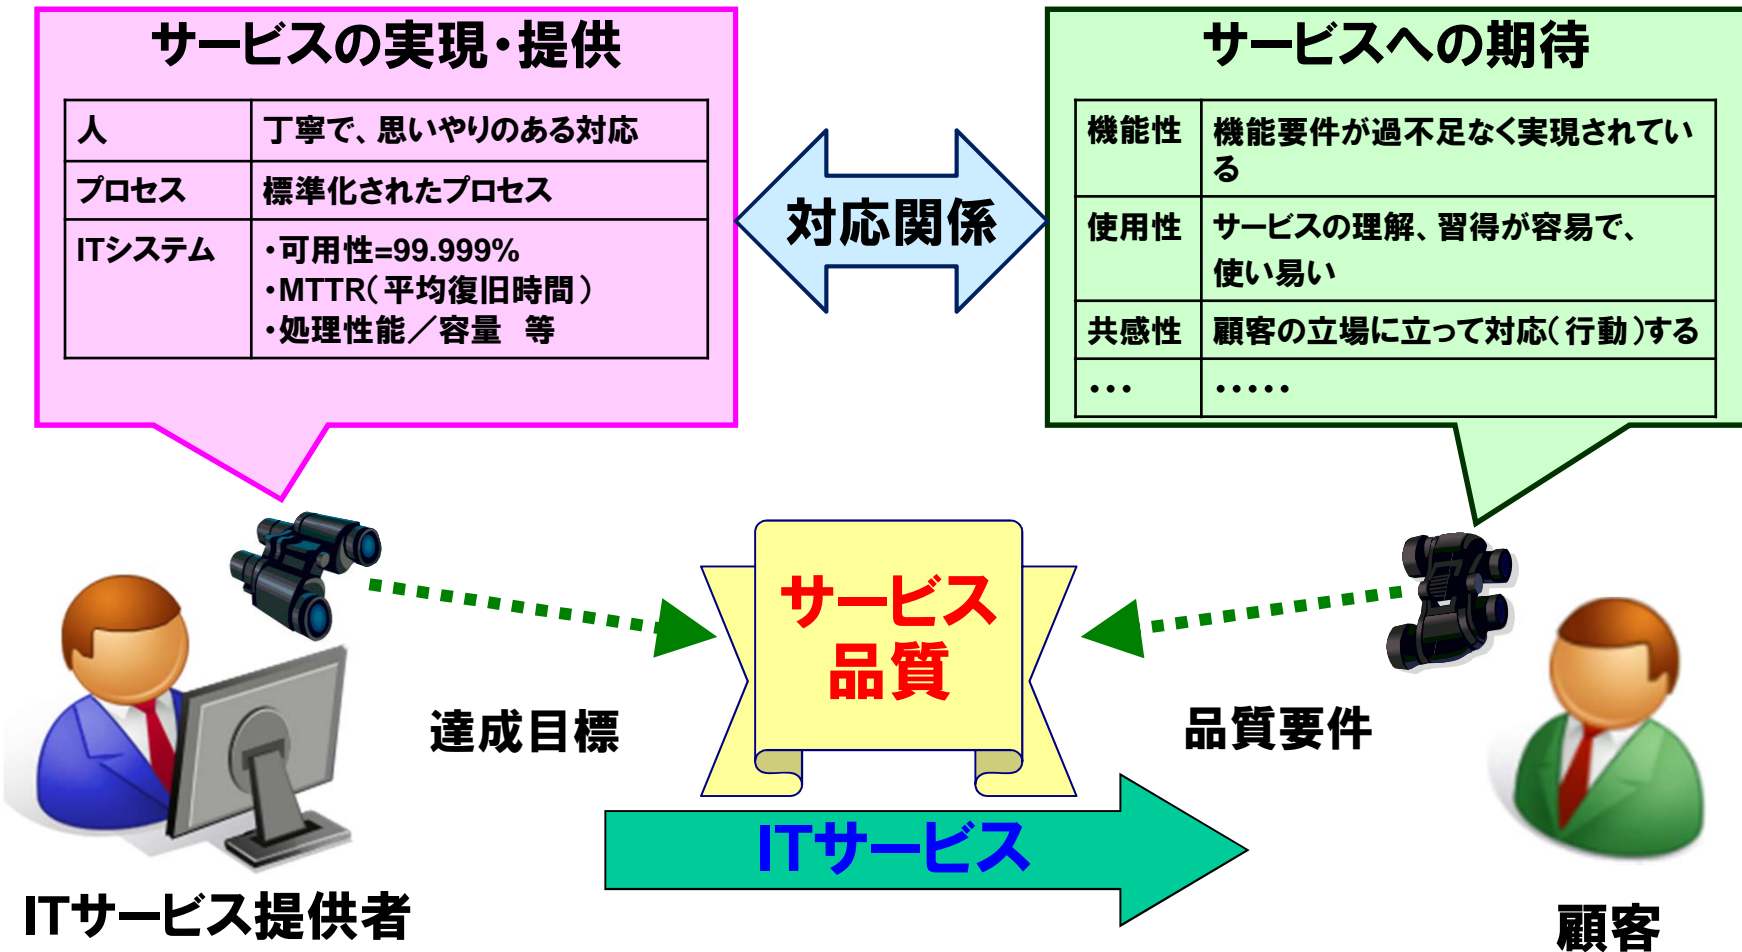 サービスの実現・提供
人 丁寧で、思いやりのある対応
プロセス 標準化されたプロセス
ITシステム ・可用性=99.999%
・MTTR(平均復旧時間)
・処理性能／容量 等
対応関係
サービスへの期待
機能性 機能要件が過不足なく実現されてい
る
使用性 サービスの理解、習得が容易で、
使い易い
共感性 顧客の立場に立って対応(行動)する
・・・ ・・・・・
サービス
品質
達成目標
品質要件
ITサービス
ITサービス提供者
顧客